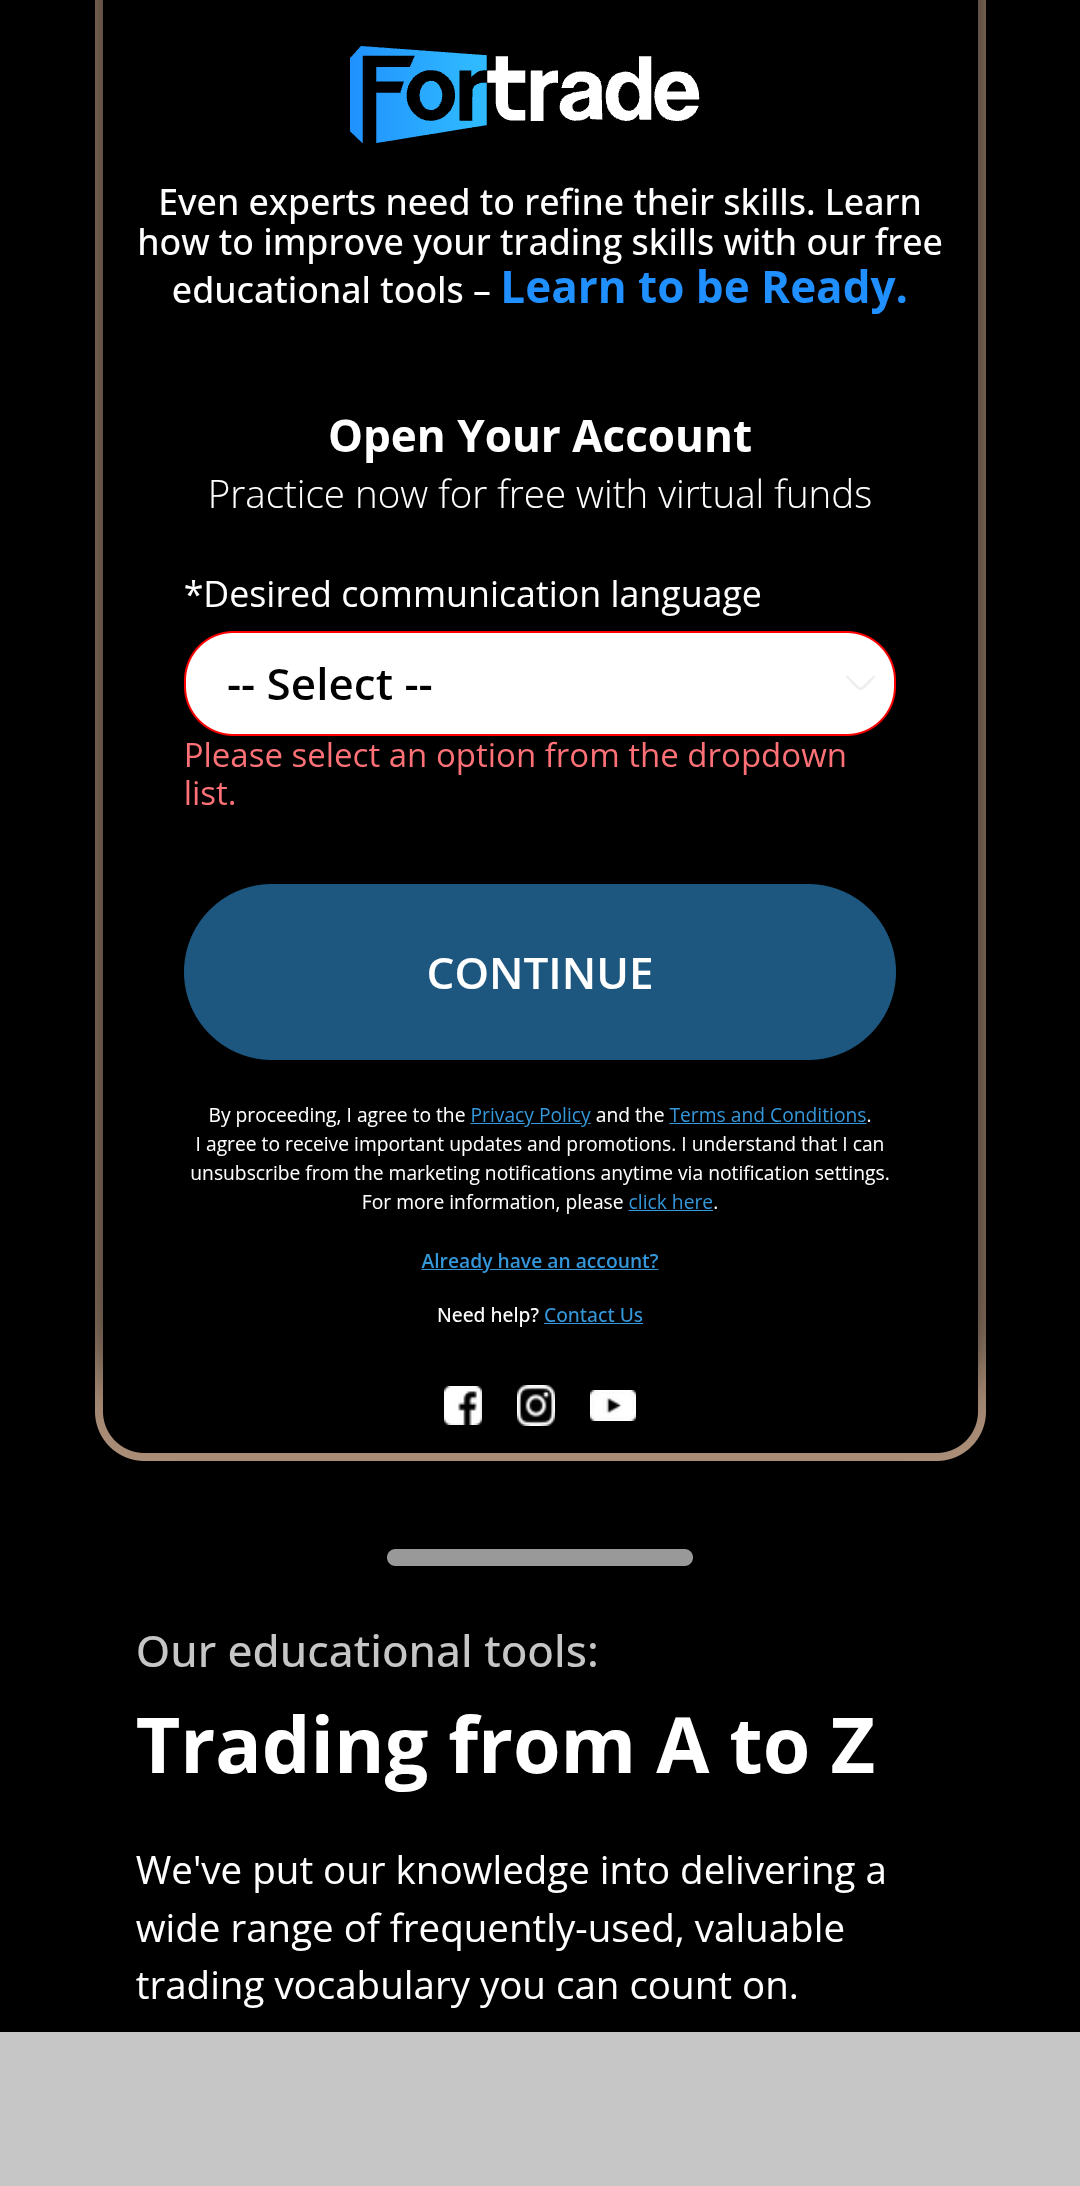 Fortrade
Even experts need to refine their skills. Learn
how to improve your trading skills with our free
educational tools – Learn to be Ready.
Open Your Account
Practice now for free with virtual funds
*Desired communication language
-- Select --
Please select an option from the dropdown
list.
CONTINUE
By proceeding, I agree to the Privacy Policy and the Terms and Conditions.
I agree to receive important updates and promotions. I understand that I can
unsubscribe from the marketing notifications anytime via notification settings.
For more information, please click here.
Already have an account?
Need help? Contact Us
Our educational tools:
Trading from A to Z
We've put our knowledge into delivering a
wide range of frequently-used, valuable
trading vocabulary you can count on.